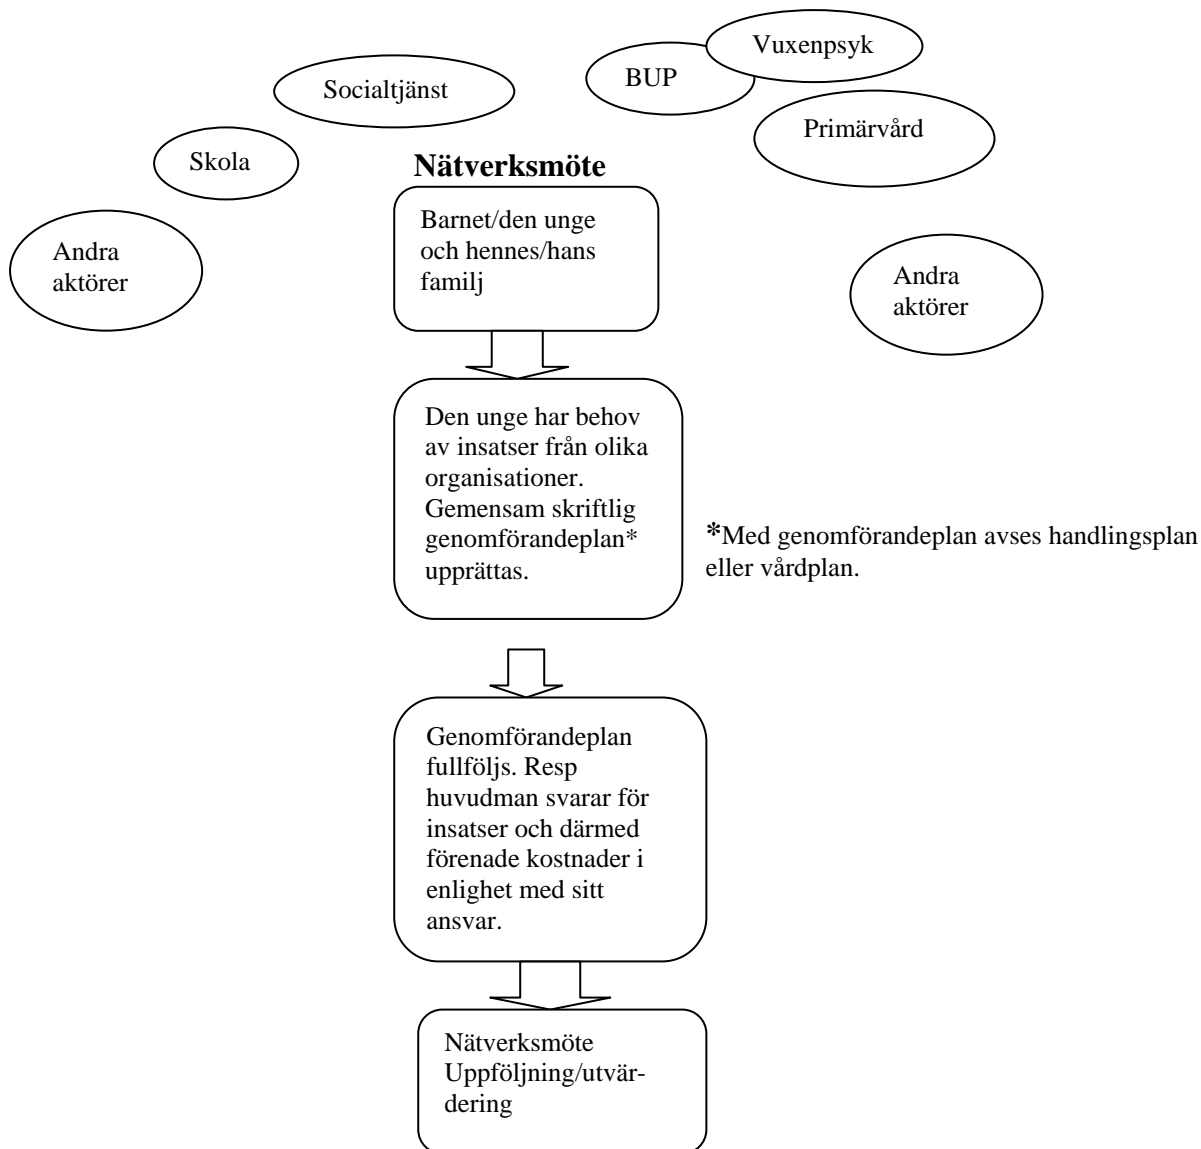 Vuxenpsyk
BUP
Socialtjänst
Primärvård
Skola
Nätverksmöte
Barnet/den unge
och hennes/hans
familj
Andra
aktörer
Andra
aktörer
Den unge har behov
av insatser från olika
organisationer.
Gemensam skriftlig
genomförandeplan*
upprättas.
*Med genomförandeplan avses handlingsplan
eller vårdplan.
Genomförandeplan
fullföljs. Resp
huvudman svarar för
insatser och därmed
förenade kostnader i
enlighet med sitt
ansvar.
Nätverksmöte
Uppföljning/utvär-
dering